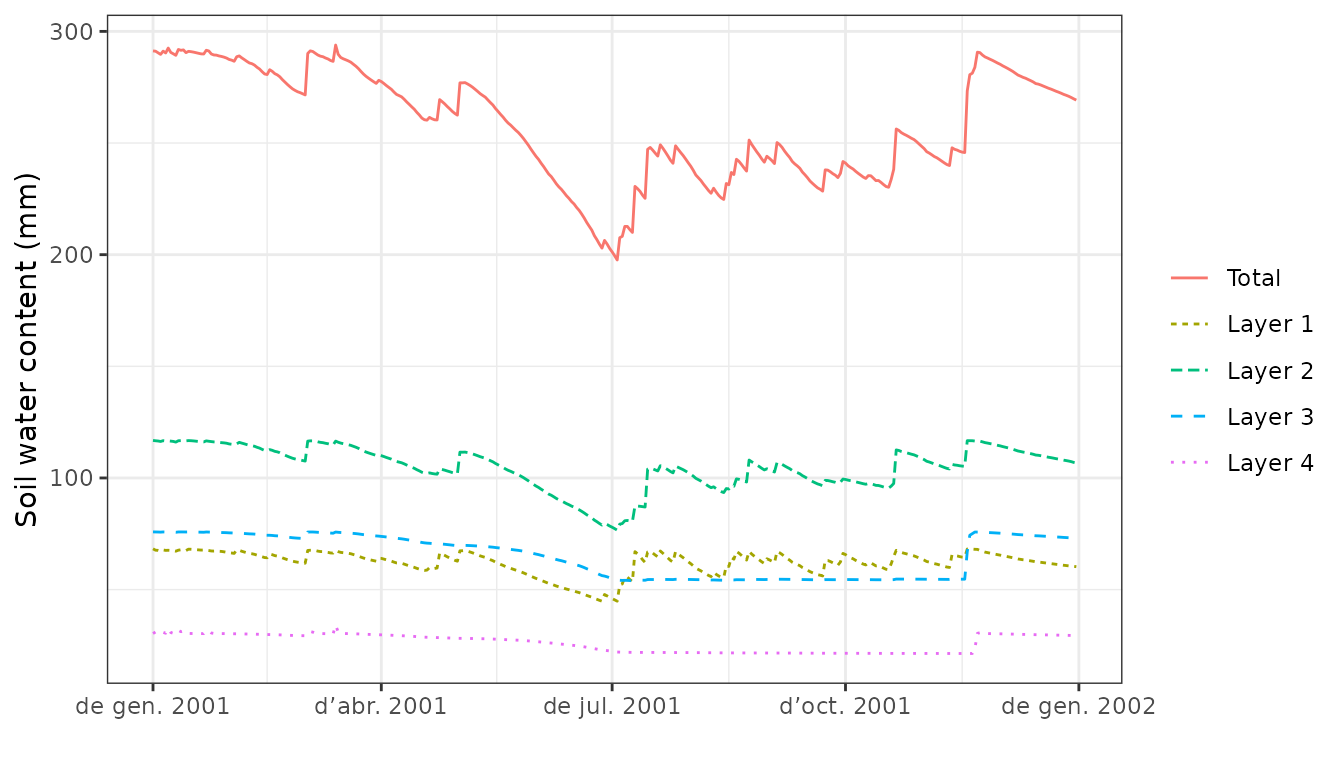 Soil water content (mm)
300
200
100
de gen. 2001 d’abr. 2001 de jul. 2001 d’oct. 2001 de gen. 2002
Total
Layer 1
Layer 2
Layer 3
Layer 4